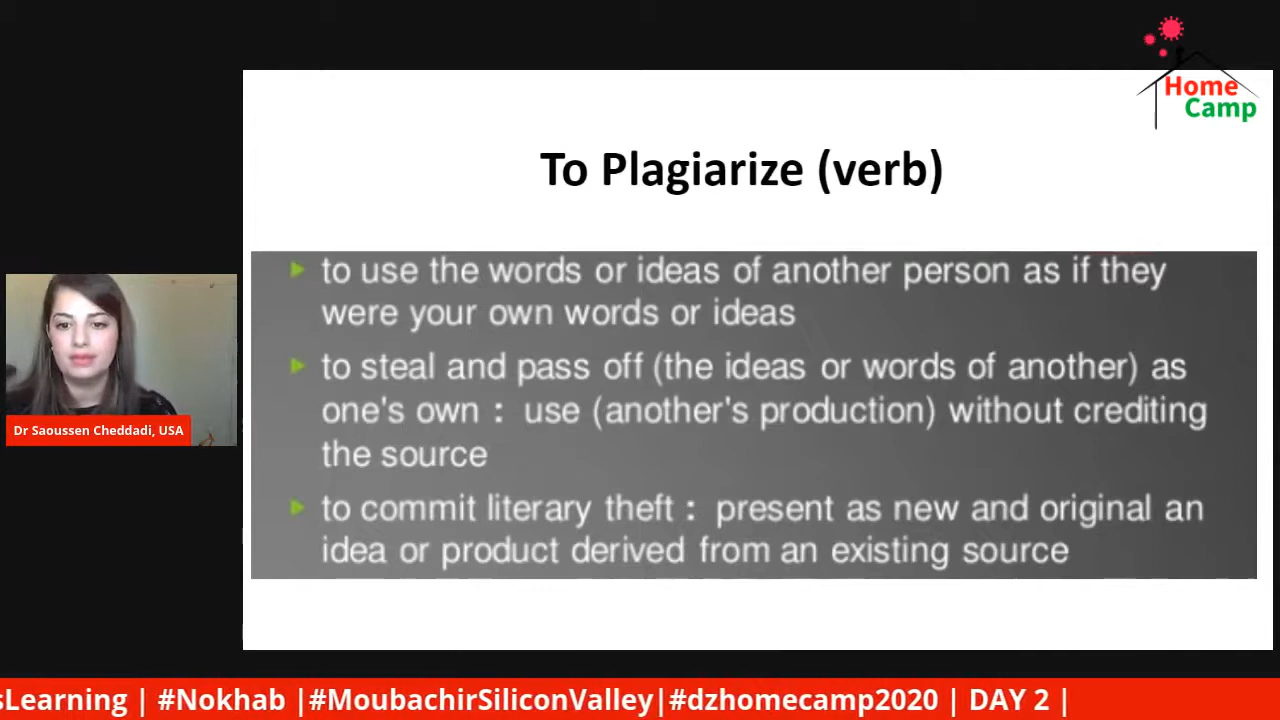 Home
Camp
To Plagiarize (verb)
to use the words or ideas of another person as if they
were your own words or ideas
to steal and pass off (the ideas or words of another) as
one's own : use (another's production) without crediting
the source
to commit literary theft : present as new and original an
idea or product derived from an existing source
Dr Saoussen Cheddadi, USA
sLearning | #Nokhab |#MoubachirSiliconValley|#dzhomecamp2020 | DAY 2 |